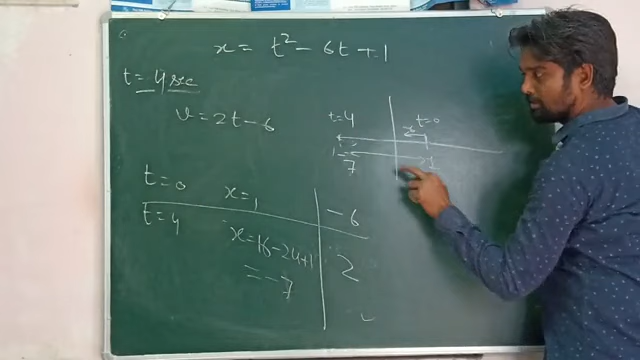 x = t² - 6t + 1
t = 4 sec
v = 2t - 6
t=4
t=0
x
-7
1
t=0 x=1 -6
t=4 x=16-24+1 2
= -7